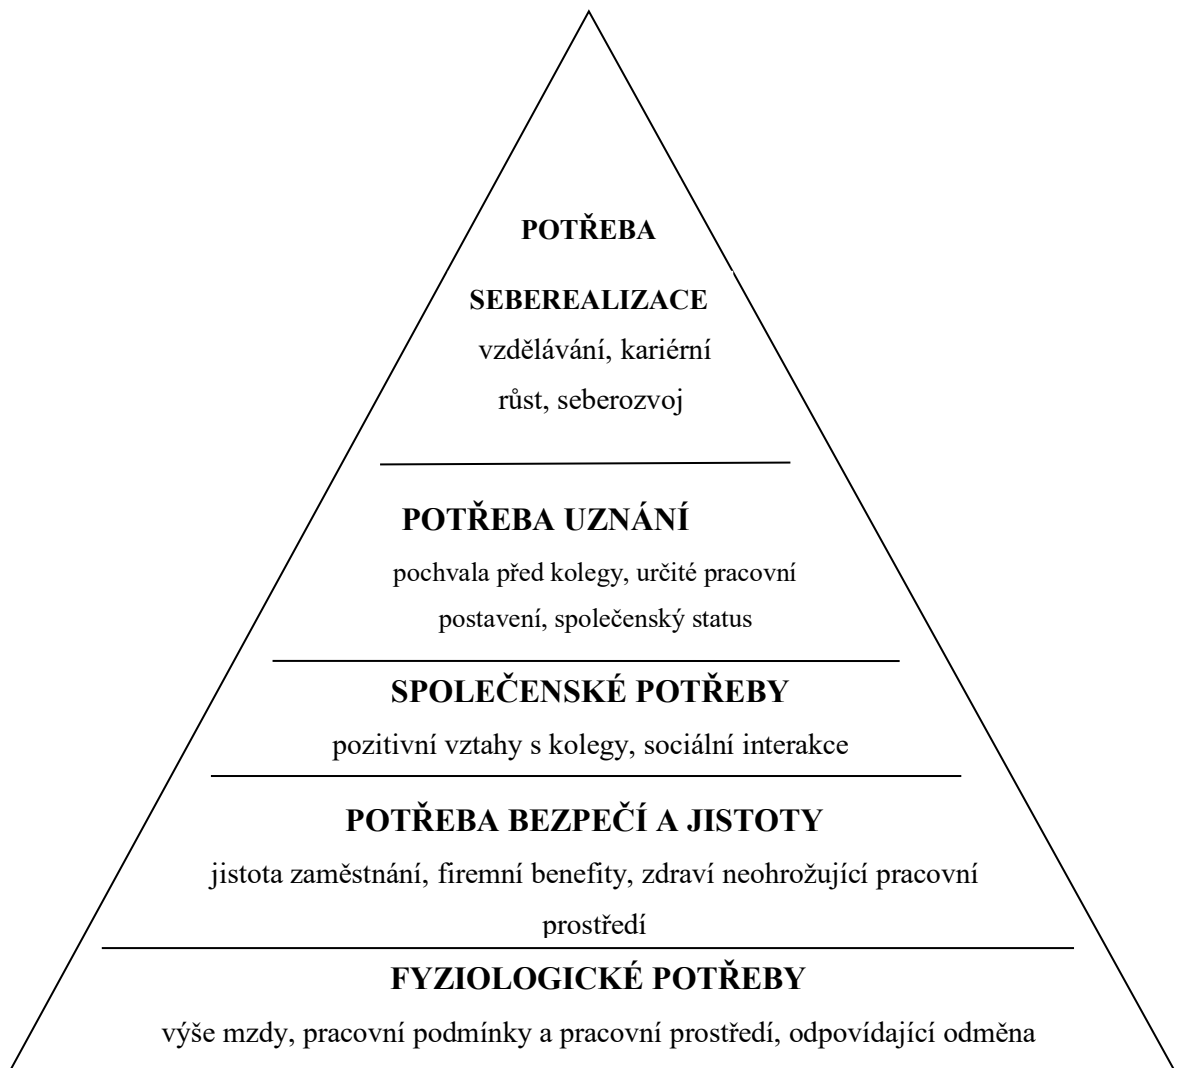 POTŘEBA
SEBEREALIZACE
vzdělávání, kariérní
růst, seberozvoj
POTŘEBA UZNÁNÍ
pochvala před kolegy, určité pracovní
postavení, společenský status
SPOLEČENSKÉ POTŘEBY
pozitivní vztahy s kolegy, sociální interakce
POTŘEBA BEZPEČÍ A JISTOTY
jistota zaměstnání, firemní benefity, zdraví neohrožující pracovní
prostředí
FYZIOLOGICKÉ POTŘEBY
výše mzdy, pracovní podmínky a pracovní prostředí, odpovídající odměna